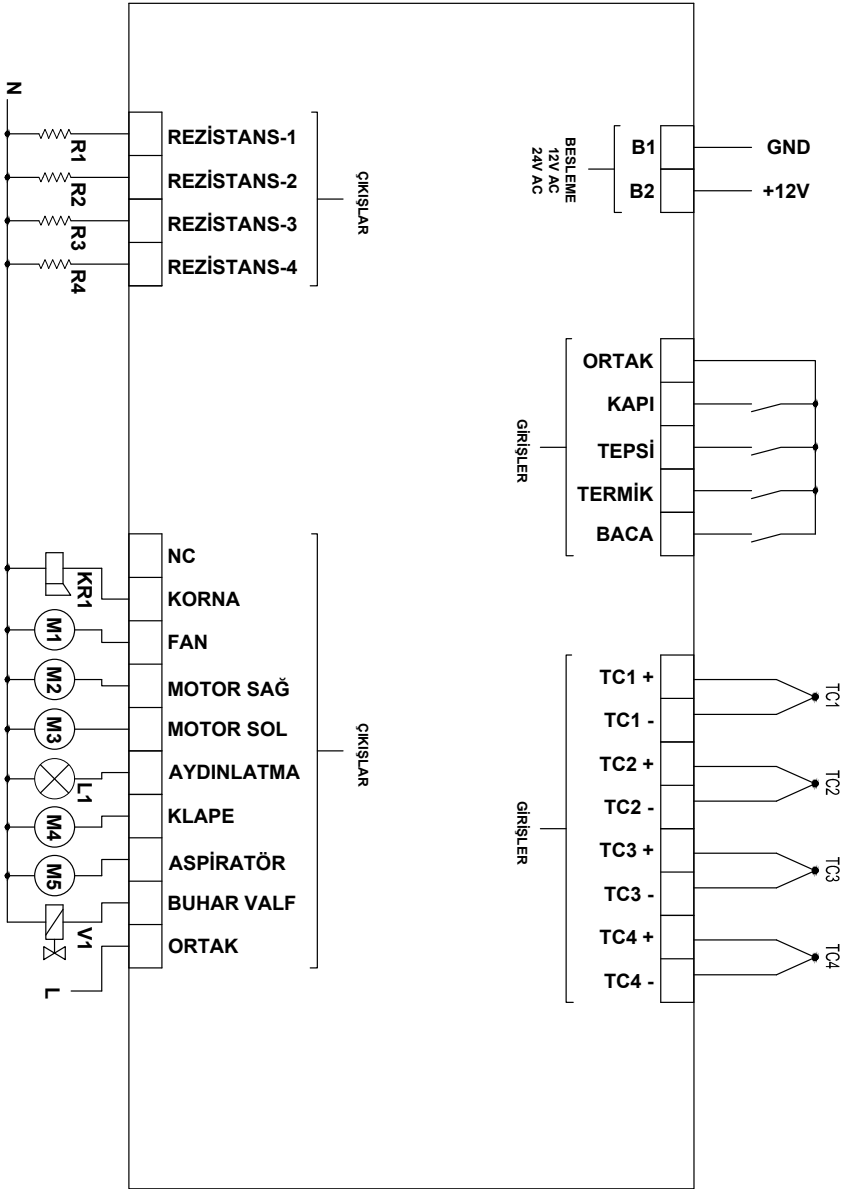 N
R1
R2
R3
R4
REZİSTANS-1
REZİSTANS-2
REZİSTANS-3
REZİSTANS-4
ÇIKIŞLAR
BESLEME
12V AC
24V AC
B1
B2
GND
+12V
ORTAK
KAPI
TEPSİ
TERMİK
BACA
GİRİŞLER
NC
KORNA
FAN
MOTOR SAĞ
MOTOR SOL
AYDINLATMA
KLAPE
ASPİRATÖR
BUHAR VALF
ORTAK
ÇIKIŞLAR
KR1
M1
M2
M3
L1
M4
M5
V1
L
TC1 +
TC1 -
TC2 +
TC2 -
TC3 +
TC3 -
TC4 +
TC4 -
GİRİŞLER
TC1
TC2
TC3
TC4